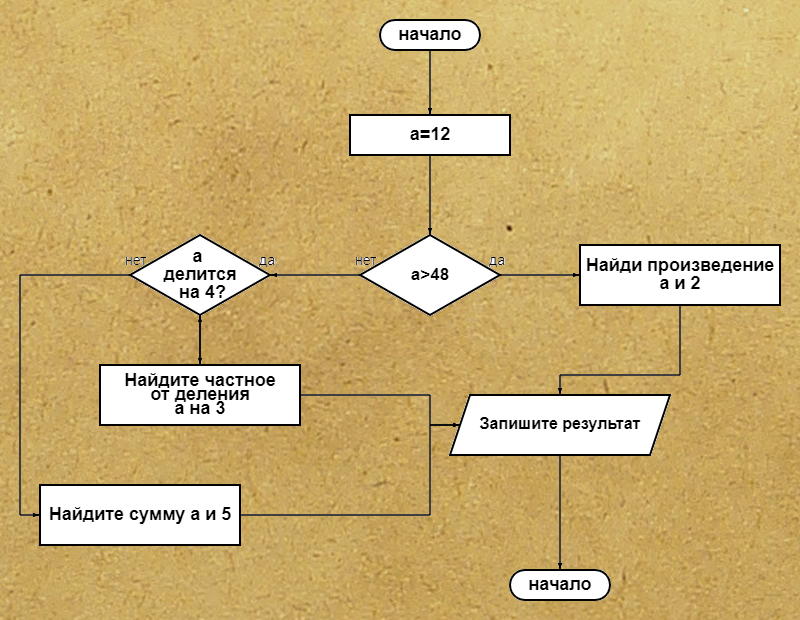 начало
a=12
нет
да
нет
да
а
делится
на 4?
a>48
Найди произведение
а и 2
Найдите частное
от деления
а на 3
Запишите результат
Найдите сумму а и 5
начало